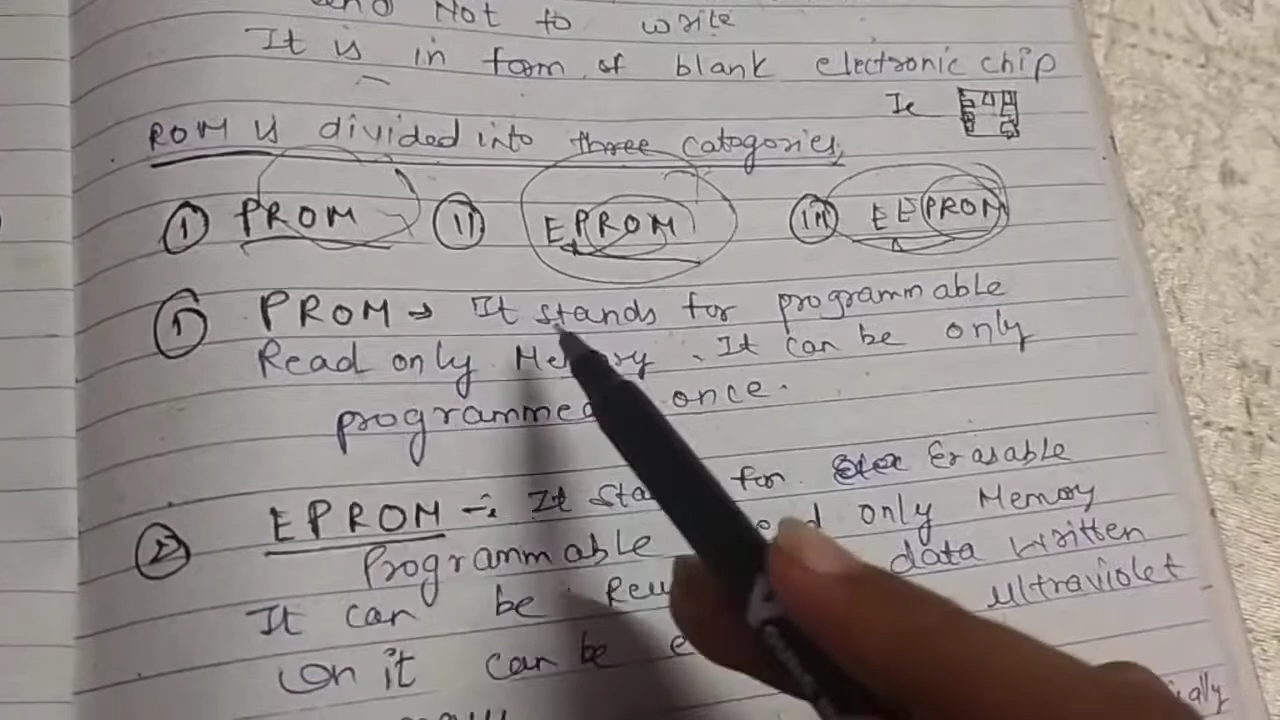 Not to write
It is in form of blank electronic chip
Ic
ROM is divided into three categories
(I) PROM (II) EPROM (III) EEPROM
(1) PROM → It stands for programmable
Read only Memory. It can be only
programmed once.
(2) EPROM -: It for Erasable
Programmable only Memory
It can be data written
on it can be ultraviolet